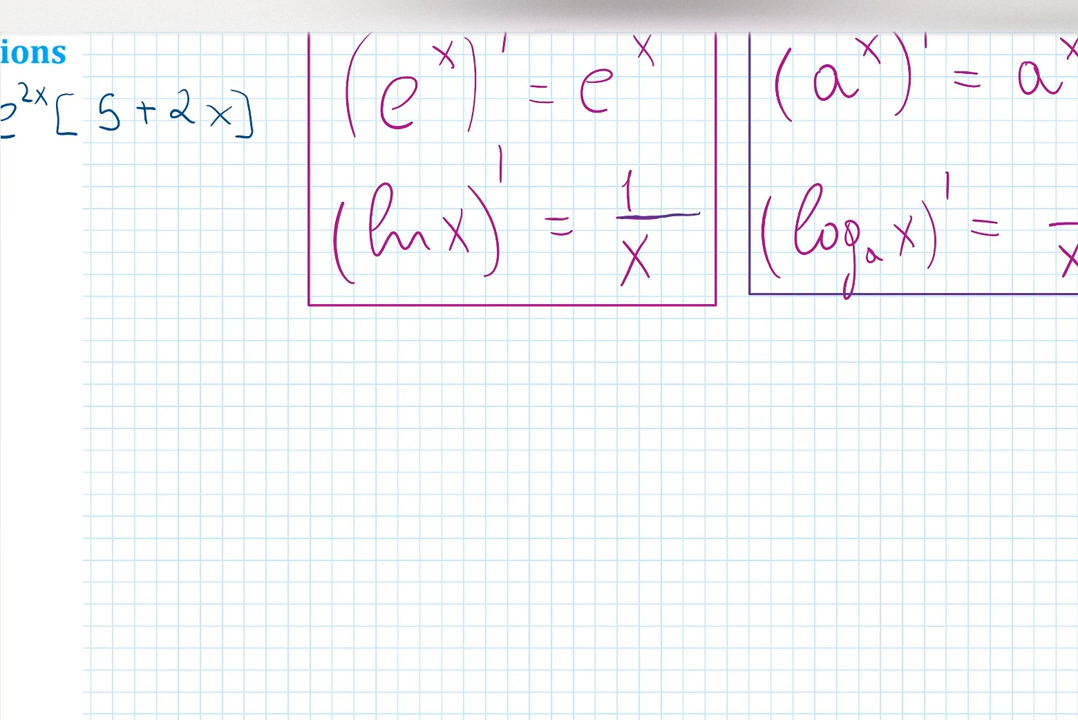 ions
e^2x [ 5 + 2x ]
(e^x)' = e^x
(ln x)' = 1/x
(a^x)' = a^x
(log_a x)' = x